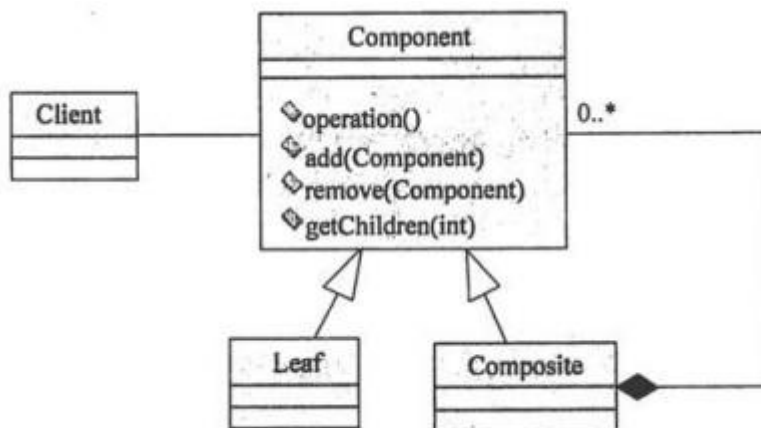 Component
Client
operation()
0..*
add(Component)
remove(Component)
getChildren(int)
Leaf
Composite